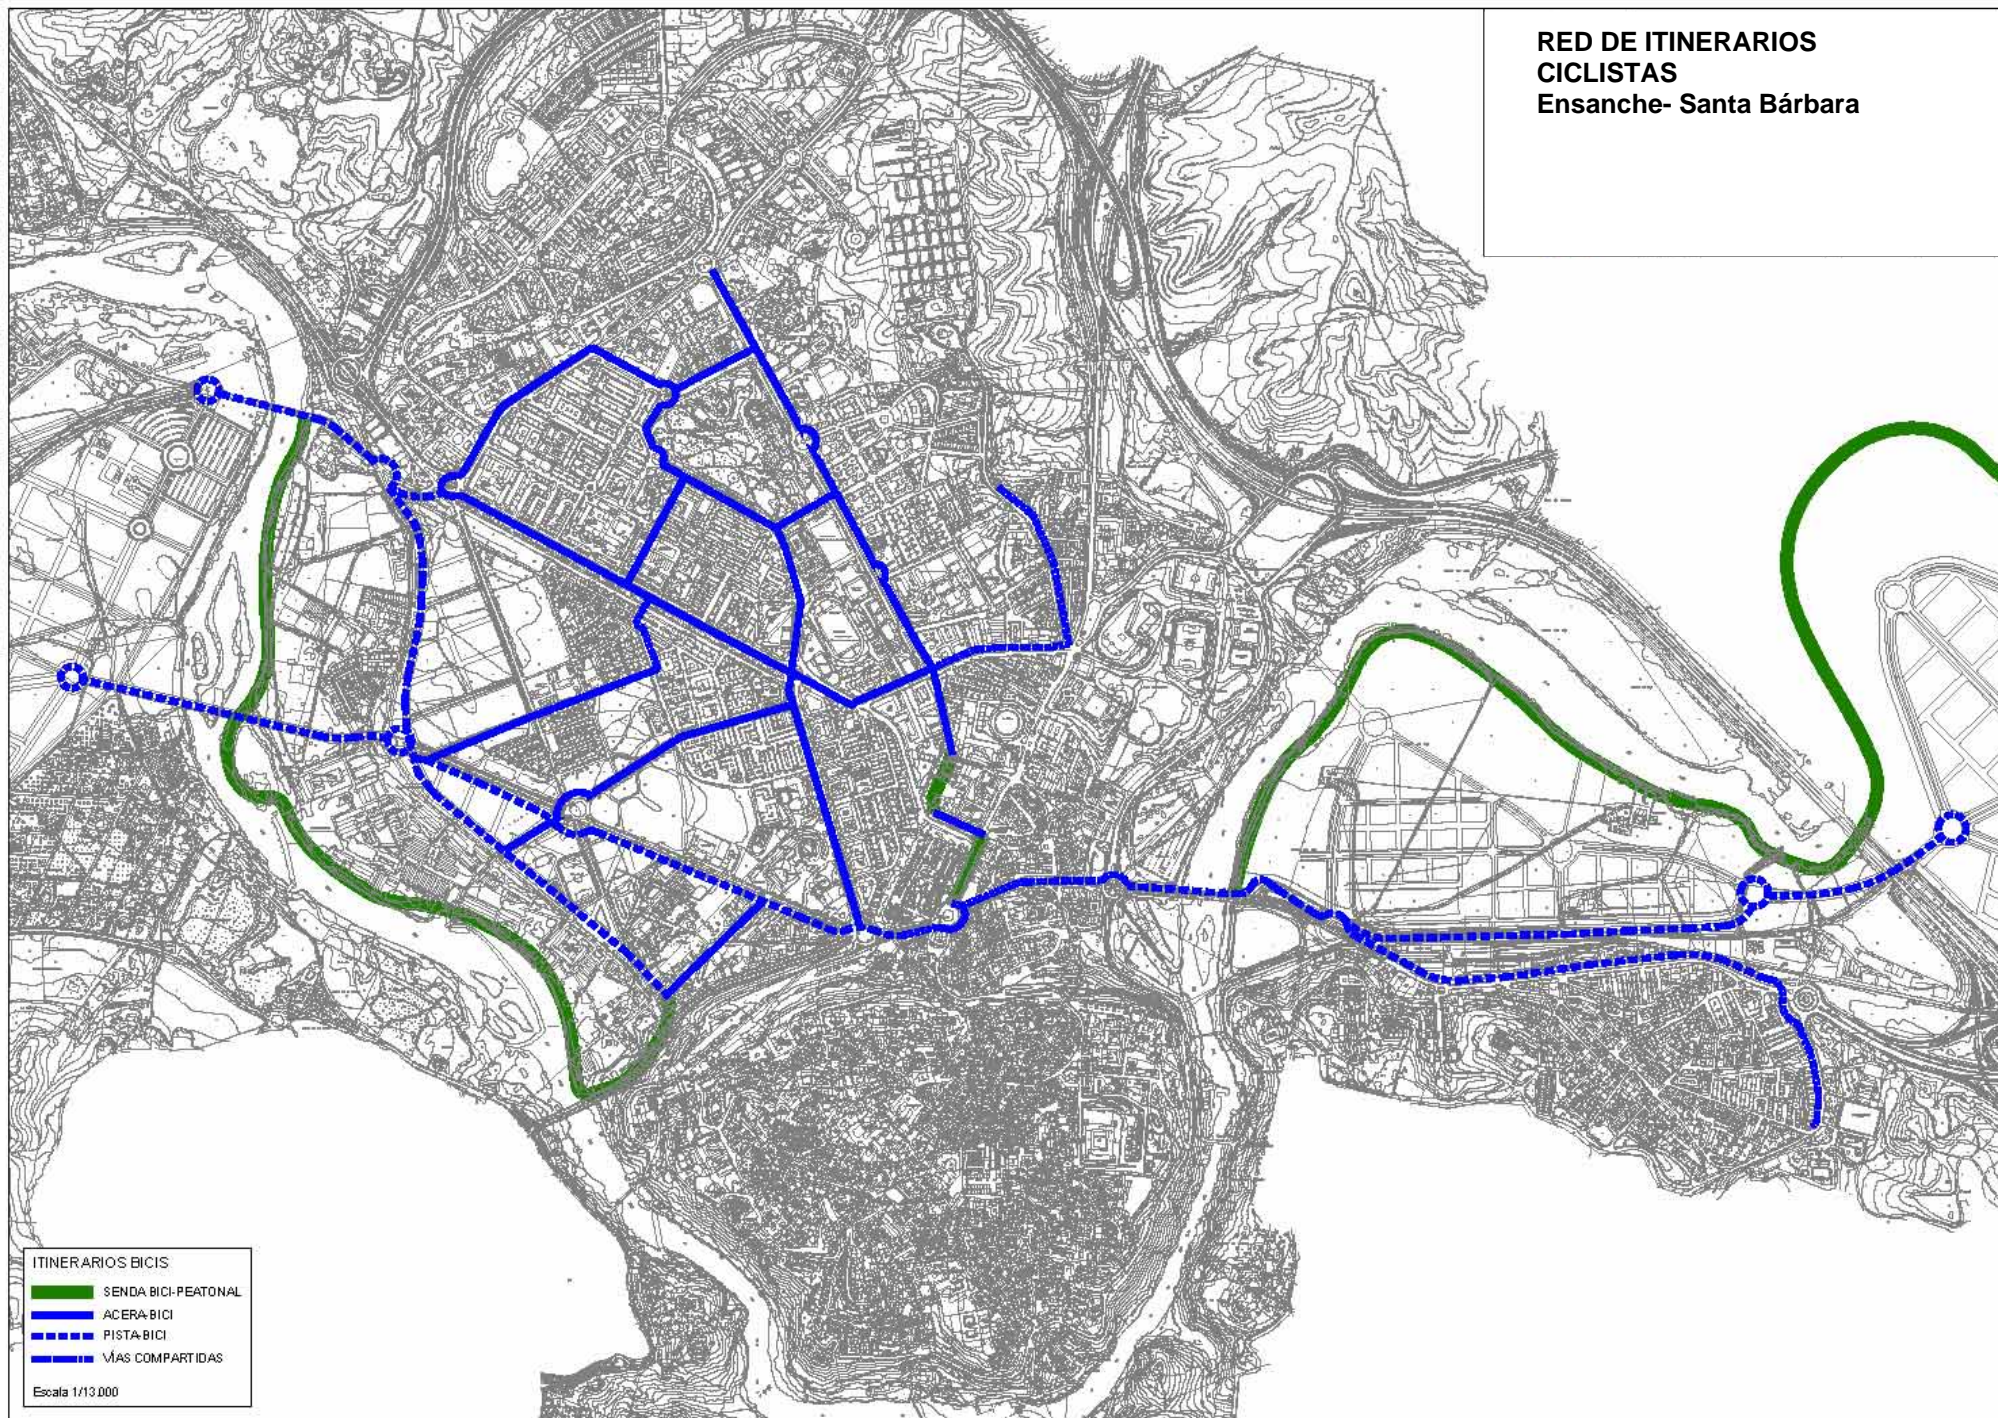 RED DE ITINERARIOS
CICLISTAS
Ensanche- Santa Bárbara
ITINERARIOS BICIS
SENDA BICI-PEATONAL
ACERA-BICI
PISTA-BICI
VÍAS COMPARTIDAS
Escala 1/13.000